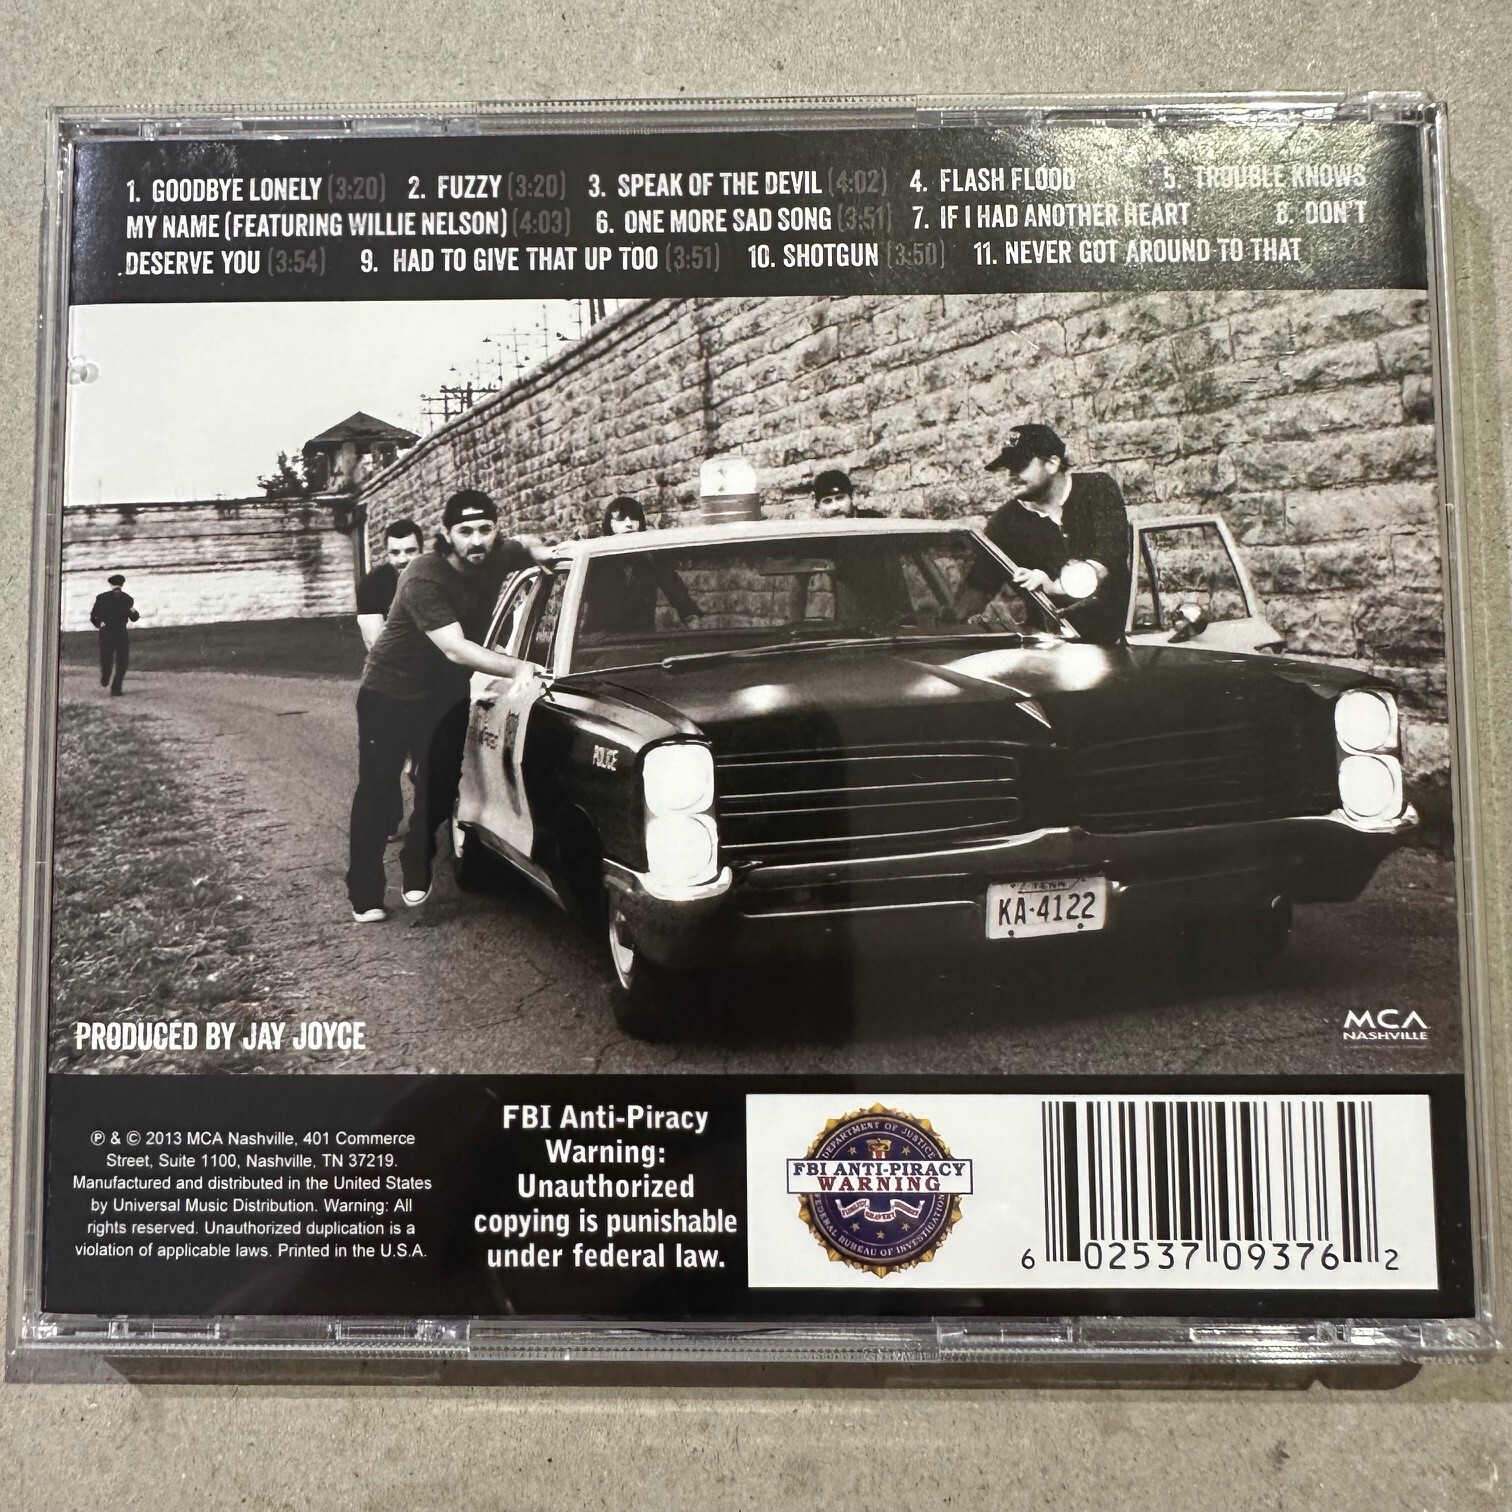 1. GOODBYE LONELY (3:20) 2. FUZZY (3:20) 3. SPEAK OF THE DEVIL (4:02) 4. FLASH FLOOD 5. TROUBLE KNOWS
MY NAME (FEATURING WILLIE NELSON) (4:03) 6. ONE MORE SAD SONG (3:51) 7. IF I HAD ANOTHER HEART 8. DON'T
DESERVE YOU (3:54) 9. HAD TO GIVE THAT UP TOO (3:51) 10. SHOTGUN (3:50) 11. NEVER GOT AROUND TO THAT
POLICE
TENN
KA·4122
PRODUCED BY JAY JOYCE
MCA
NASHVILLE
℗ & © 2013 MCA Nashville, 401 Commerce
Street, Suite 1100, Nashville, TN 37219.
Manufactured and distributed in the United States
by Universal Music Distribution. Warning: All
rights reserved. Unauthorized duplication is a
violation of applicable laws. Printed in the U.S.A.
FBI Anti-Piracy
Warning:
Unauthorized
copying is punishable
under federal law.
DEPARTMENT OF JUSTICE
FBI ANTI-PIRACY
WARNING
FEDERAL BUREAU OF INVESTIGATION
6 02537 09376 2